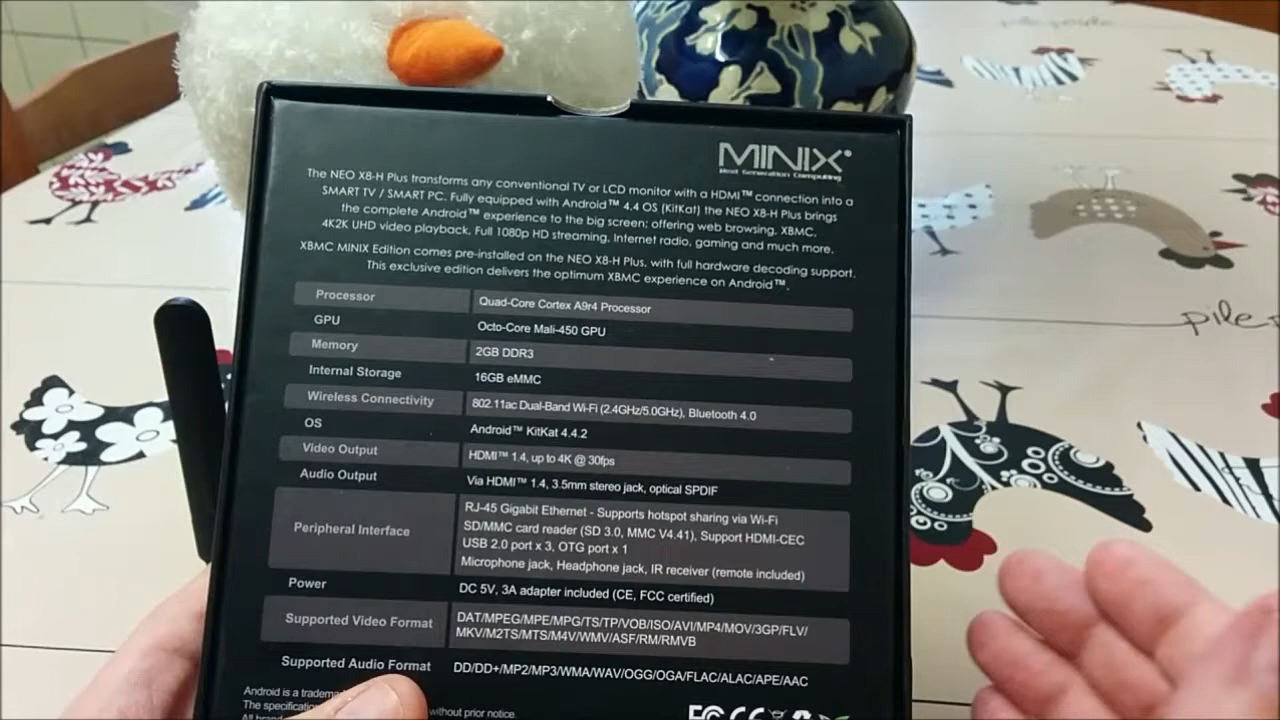 pile poiste
MINIX®
Next Generation Computing
The NEO X8-H Plus transforms any conventional TV or LCD monitor with a HDMI™ connection into a
SMART TV / SMART PC. Fully equipped with Android™ 4.4 OS (KitKat) the NEO X8-H Plus brings
the complete Android™ experience to the big screen; offering web browsing, XBMC,
4K2K UHD video playback, Full 1080p HD streaming, Internet radio, gaming and much more.
XBMC MINIX Edition comes pre-installed on the NEO X8-H Plus, with full hardware decoding support.
This exclusive edition delivers the optimum XBMC experience on Android™.
Processor Quad-Core Cortex A9r4 Processor
GPU Octo-Core Mali-450 GPU
Memory 2GB DDR3
Internal Storage 16GB eMMC
Wireless Connectivity 802.11ac Dual-Band Wi-Fi (2.4GHz/5.0GHz), Bluetooth 4.0
OS Android™ KitKat 4.4.2
Video Output HDMI™ 1.4, up to 4K @ 30fps
Audio Output Via HDMI™ 1.4, 3.5mm stereo jack, optical SPDIF
Peripheral Interface RJ-45 Gigabit Ethernet - Supports hotspot sharing via Wi-Fi
SD/MMC card reader (SD 3.0, MMC V4.41), Support HDMI-CEC
USB 2.0 port x 3, OTG port x 1
Microphone jack, Headphone jack, IR receiver (remote included)
Power DC 5V, 3A adapter included (CE, FCC certified)
Supported Video Format DAT/MPEG/MPE/MPG/TS/TP/VOB/ISO/AVI/MP4/MOV/3GP/FLV/
MKV/M2TS/MTS/M4V/WMV/ASF/RM/RMVB
Supported Audio Format DD/DD+/MP2/MP3/WMA/WAV/OGG/OGA/FLAC/ALAC/APE/AAC
Android is a
The without prior notice.
All
FC CE
pile